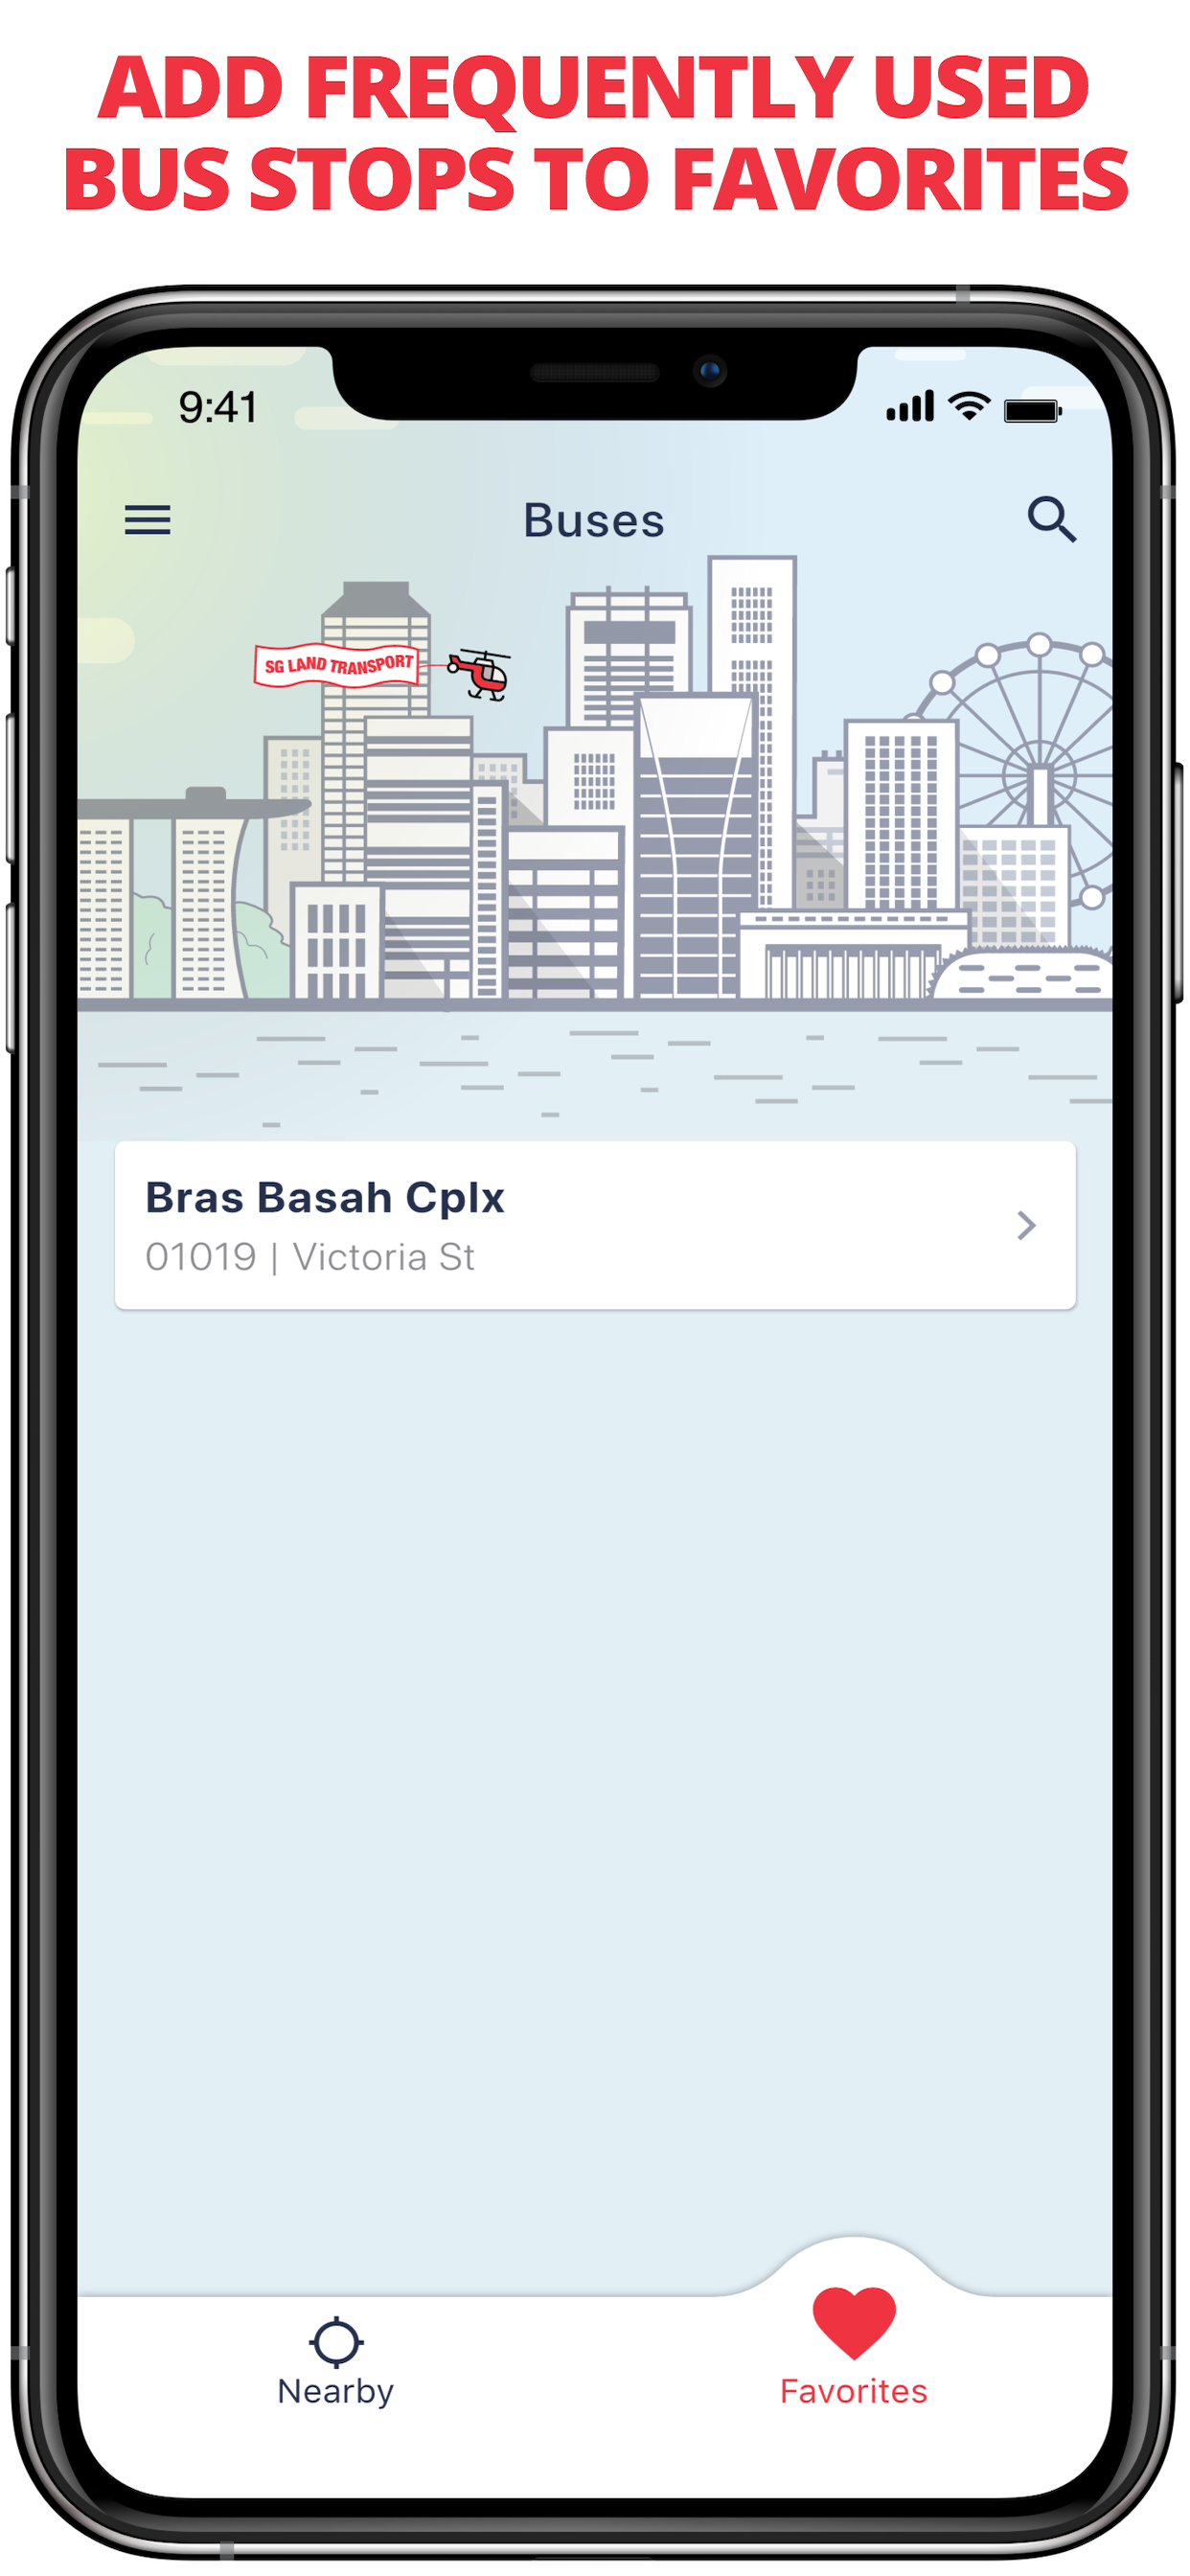 ADD FREQUENTLY USED
BUS STOPS TO FAVORITES
9:41
Buses
SG LAND TRANSPORT
Bras Basah Cplx
01019 | Victoria St
Nearby
Favorites